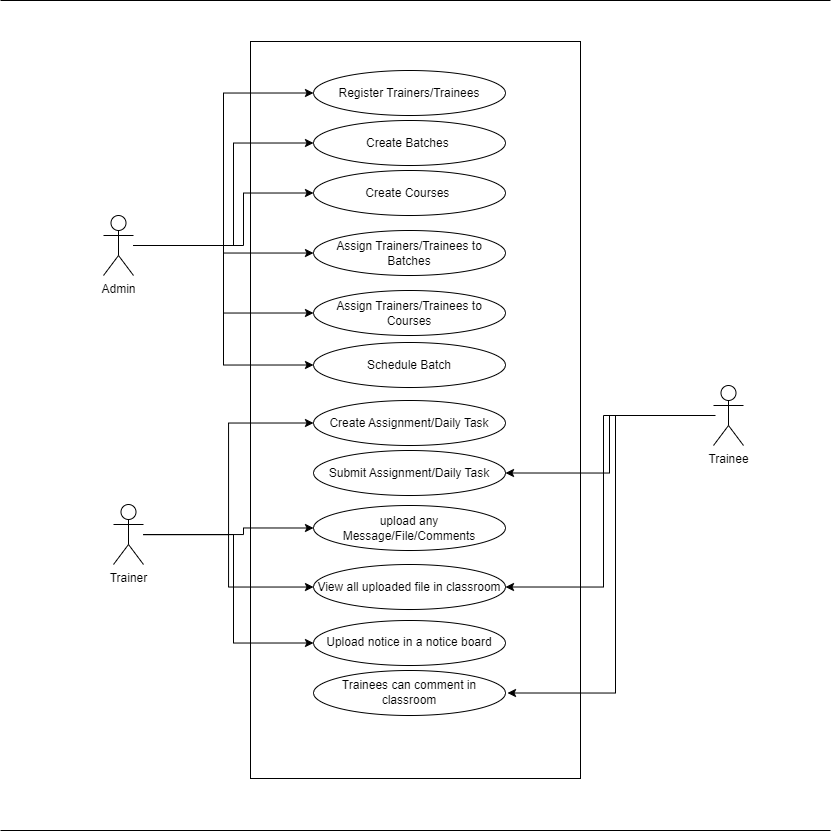 Register Trainers/Trainees
Create Batches
Create Courses
Assign Trainers/Trainees to
Batches
Admin
Assign Trainers/Trainees to
Courses
Schedule Batch
Create Assignment/Daily Task
Trainee
Submit Assignment/Daily Task
upload any
Message/File/Comments
Trainer
View all uploaded file in classroom
Upload notice in a notice board
Trainees can comment in
classroom